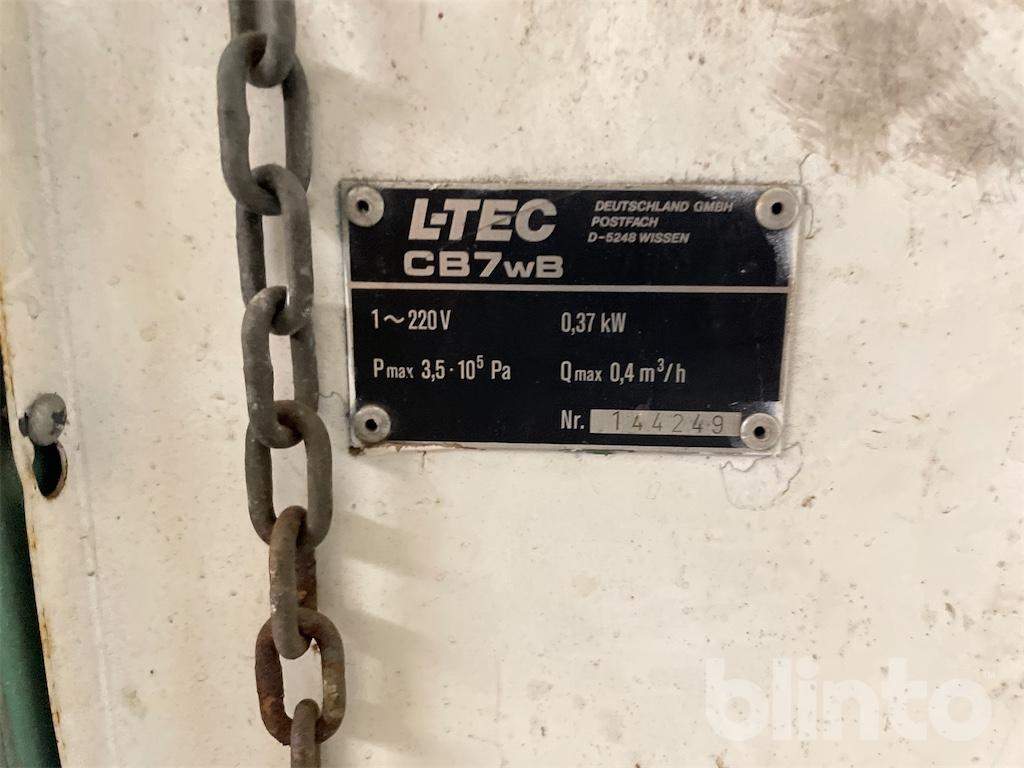 L-TEC
DEUTSCHLAND GMBH
POSTFACH
D-5248 WISSEN
CB7wB
1~220V 0,37 kW
Pmax 3,5·10⁵ Pa Qmax 0,4 m³/h
Nr. 144249
blinto